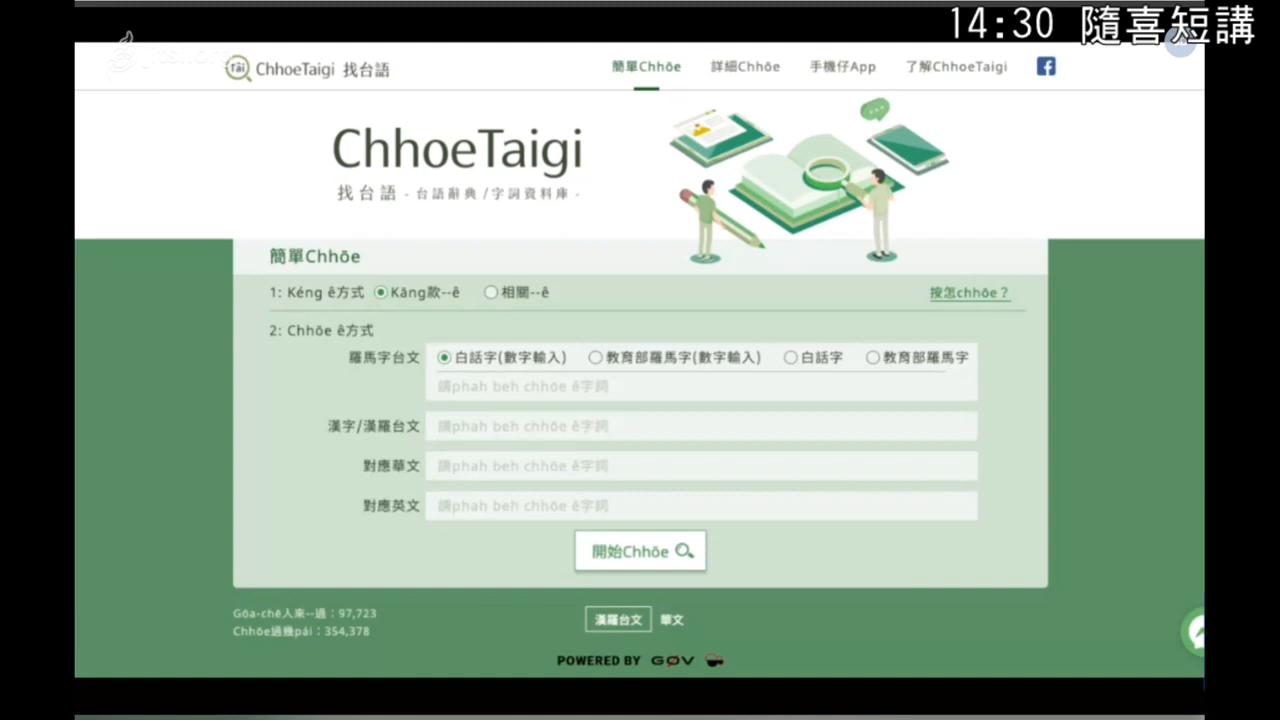 14:30 隨喜短講
ChhoeTaigi 找台語
簡單Chhōe 詳細Chhōe 手機仔App 了解ChhoeTaigi
ChhoeTaigi
找台語 - 台語辭典/字詞資料庫 -
簡單Chhōe
1: Kéng ê方式 Kāng款--ê 相關--ê 按怎chhōe？
2: Chhōe ê方式
羅馬字台文 白話字(數字輸入) 教育部羅馬字(數字輸入) 白話字 教育部羅馬字
請phah beh chhōe ê字詞
漢字/漢羅台文 請phah beh chhōe ê字詞
對應華文 請phah beh chhōe ê字詞
對應英文 請phah beh chhōe ê字詞
開始Chhōe
Gōa-chē人來--過：97,723
Chhōe過幾pái：354,378
漢羅台文 華文
POWERED BY G0V